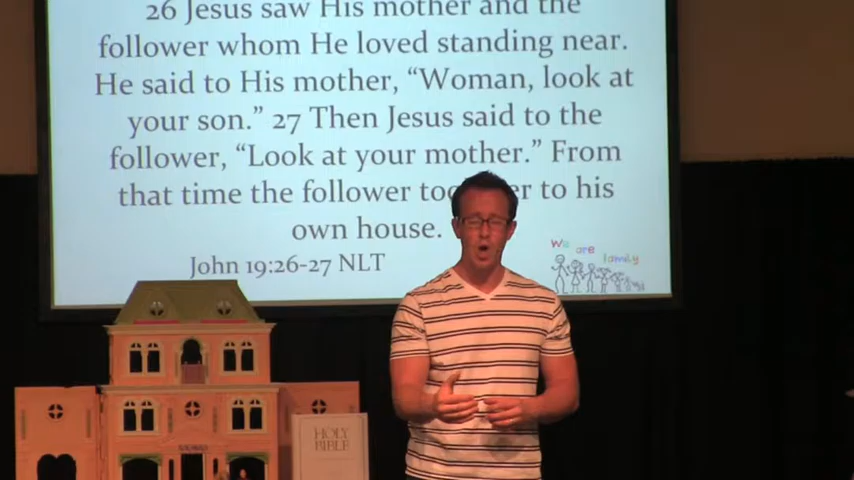 26 Jesus saw His mother and the
follower whom He loved standing near.
He said to His mother, “Woman, look at
your son.” 27 Then Jesus said to the
follower, “Look at your mother.” From
that time the follower to er to his
own house.
John 19:26-27 NLT
We are family
HOLY
BIBLE